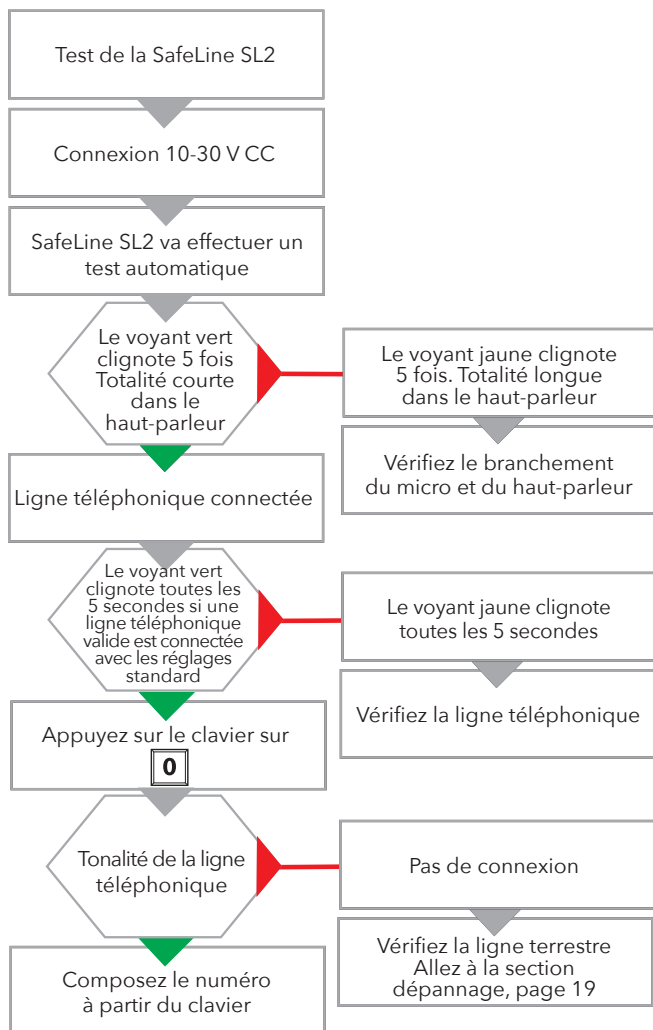 Test de la SafeLine SL2
Connexion 10-30 V CC
SafeLine SL2 va effectuer un
test automatique
Le voyant vert
clignote 5 fois
Totalité courte
dans le
haut-parleur
Le voyant jaune clignote
5 fois. Totalité longue
dans le haut-parleur
Vérifiez le branchement
du micro et du haut-parleur
Ligne téléphonique connectée
Le voyant vert
clignote toutes les
5 secondes si une
ligne téléphonique
valide est connectée
avec les réglages
standard
Le voyant jaune clignote
toutes les 5 secondes
Vérifiez la ligne téléphonique
Appuyez sur le clavier sur
0
Tonalité de la ligne
téléphonique
Pas de connexion
Vérifiez la ligne terrestre
Allez à la section
dépannage, page 19
Composez le numéro
à partir du clavier